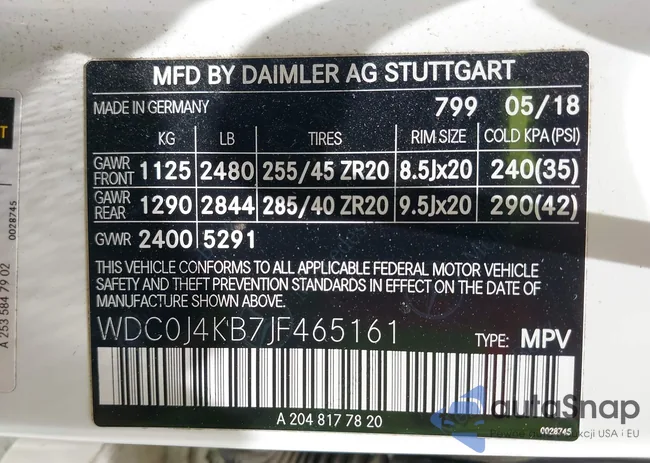 MFD BY DAIMLER AG STUTTGART
MADE IN GERMANY 799 05/18
KG LB TIRES RIM SIZE COLD KPA (PSI)
GAWR FRONT 1125 2480 255/45 ZR20 8.5Jx20 240(35)
GAWR REAR 1290 2844 285/40 ZR20 9.5Jx20 290(42)
GVWR 2400 5291
THIS VEHICLE CONFORMS TO ALL APPLICABLE FEDERAL MOTOR VEHICLE
SAFETY AND THEFT PREVENTION STANDARDS IN EFFECT ON THE DATE
OF MANUFACTURE SHOWN ABOVE.
WDC0J4KB7JF465161 TYPE: MPV
A 204 817 78 20
0028745
A 253 584 79 02
0028745
autoSnap
USA i EU